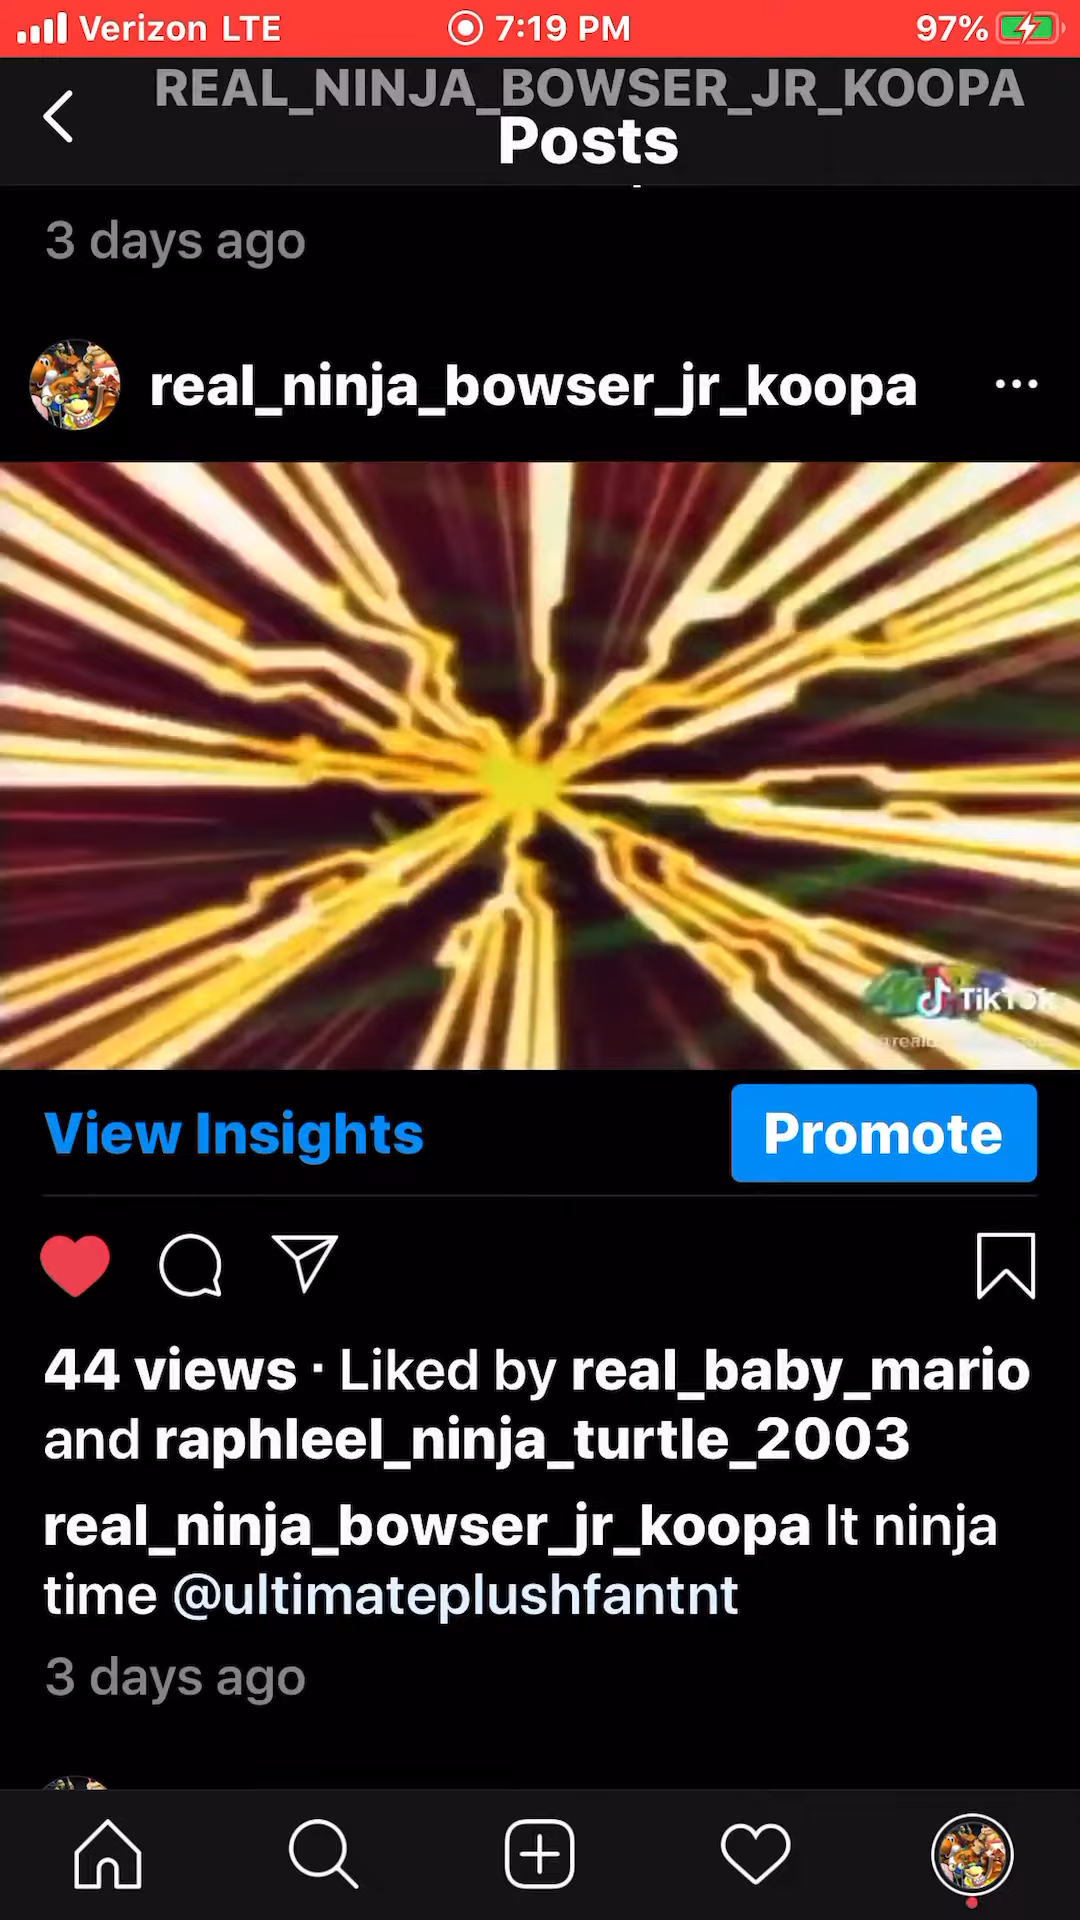 Verizon LTE 7:19 PM 97%
REAL_NINJA_BOWSER_JR_KOOPA
Posts
3 days ago
real_ninja_bowser_jr_koopa
TikTok
View Insights
Promote
44 views · Liked by real_baby_mario
and raphleel_ninja_turtle_2003
real_ninja_bowser_jr_koopa It ninja
time @ultimateplushfantnt
3 days ago